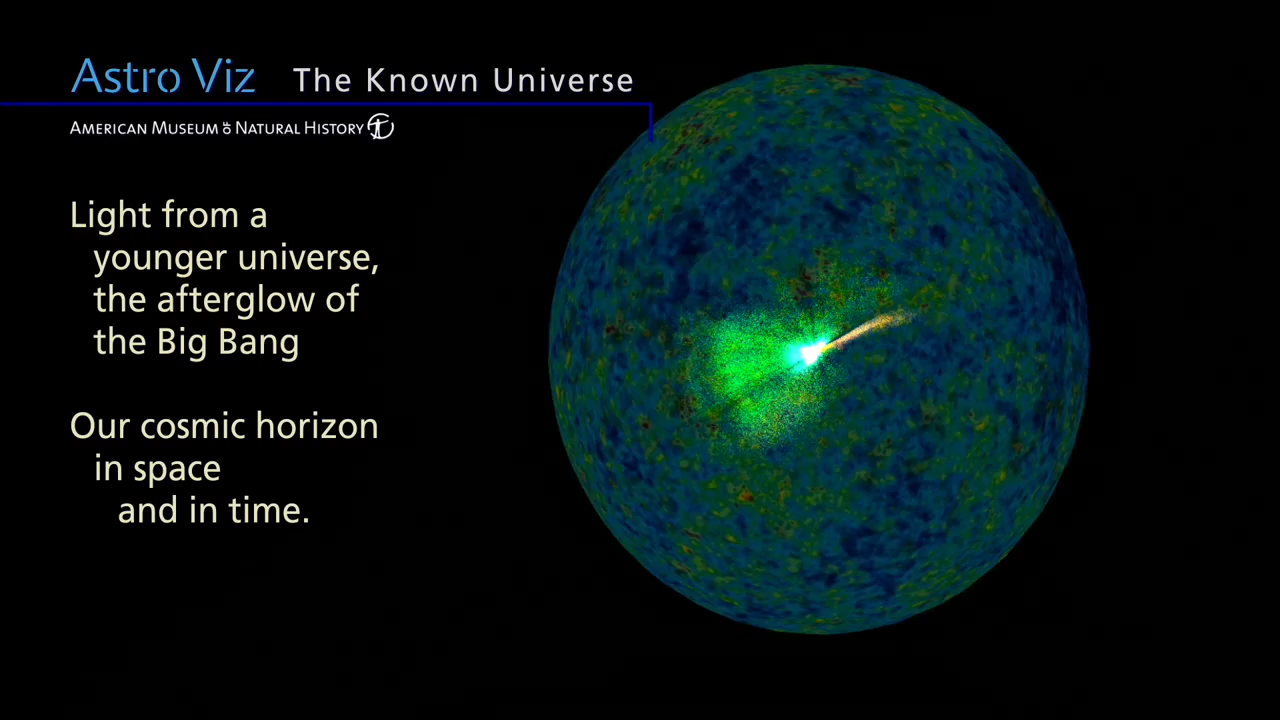 Astro Viz The Known Universe
AMERICAN MUSEUM OF NATURAL HISTORY
Light from a
younger universe,
the afterglow of
the Big Bang
Our cosmic horizon
in space
and in time.